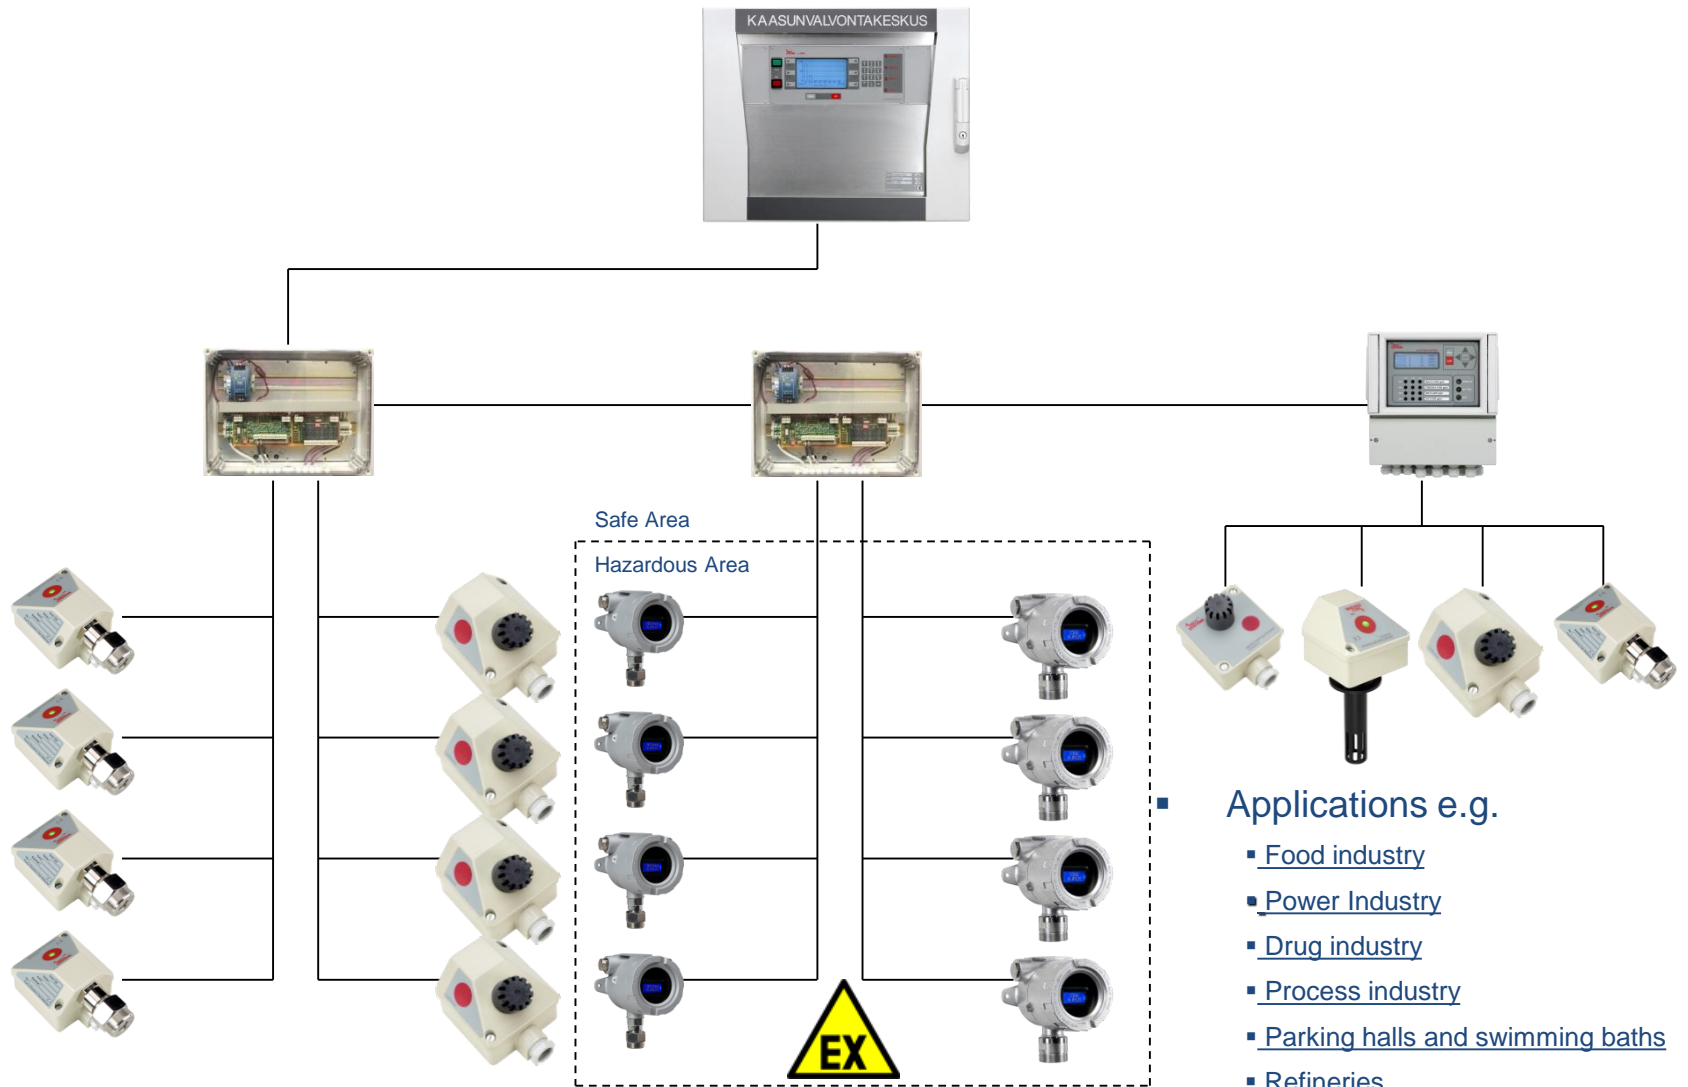 KAASUNVALVONTAKESKUS
Safe Area
Hazardous Area
Applications e.g.
Food industry
Power Industry
Drug industry
Process industry
Parking halls and swimming baths
Refineries
EX